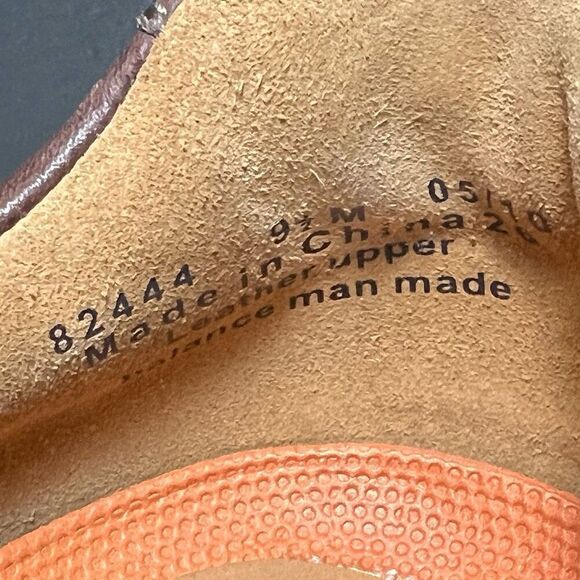 82444 9½ M 05/10
Made in China 20
Leather upper
balance man made